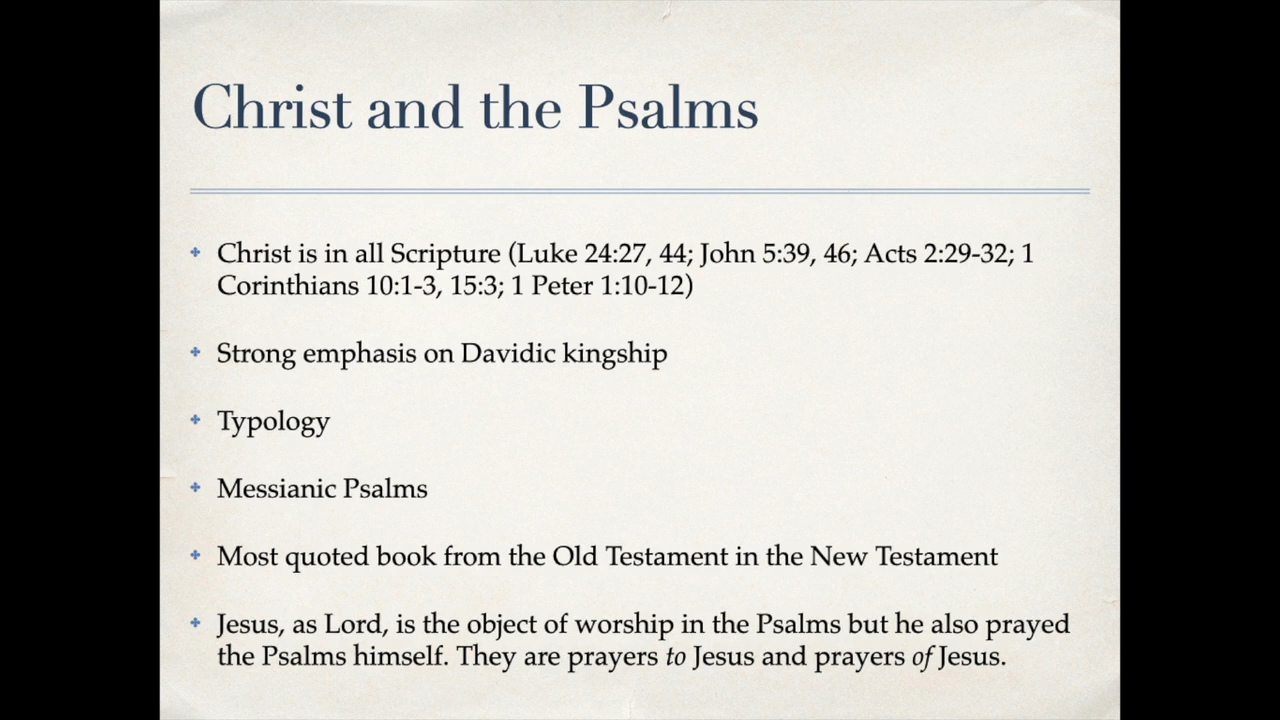 Christ and the Psalms
Christ is in all Scripture (Luke 24:27, 44; John 5:39, 46; Acts 2:29-32; 1
Corinthians 10:1-3, 15:3; 1 Peter 1:10-12)
Strong emphasis on Davidic kingship
Typology
Messianic Psalms
Most quoted book from the Old Testament in the New Testament
Jesus, as Lord, is the object of worship in the Psalms but he also prayed
the Psalms himself. They are prayers to Jesus and prayers of Jesus.